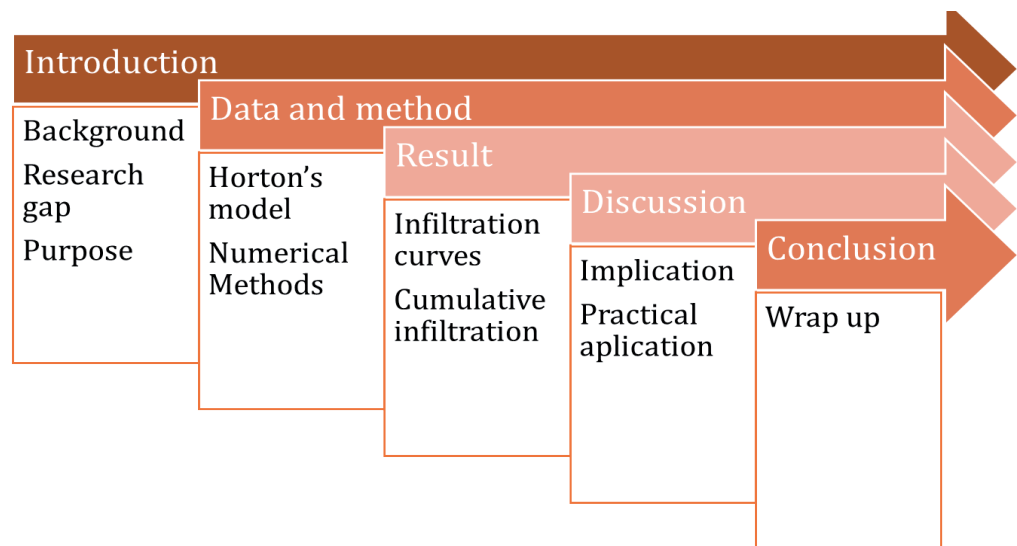 Introduction
Background
Research
gap
Purpose
Data and method
Horton's
model
Numerical
Methods
Result
Infiltration
curves
Cumulative
infiltration
Discussion
Implication
Practical
aplication
Conclusion
Wrap up